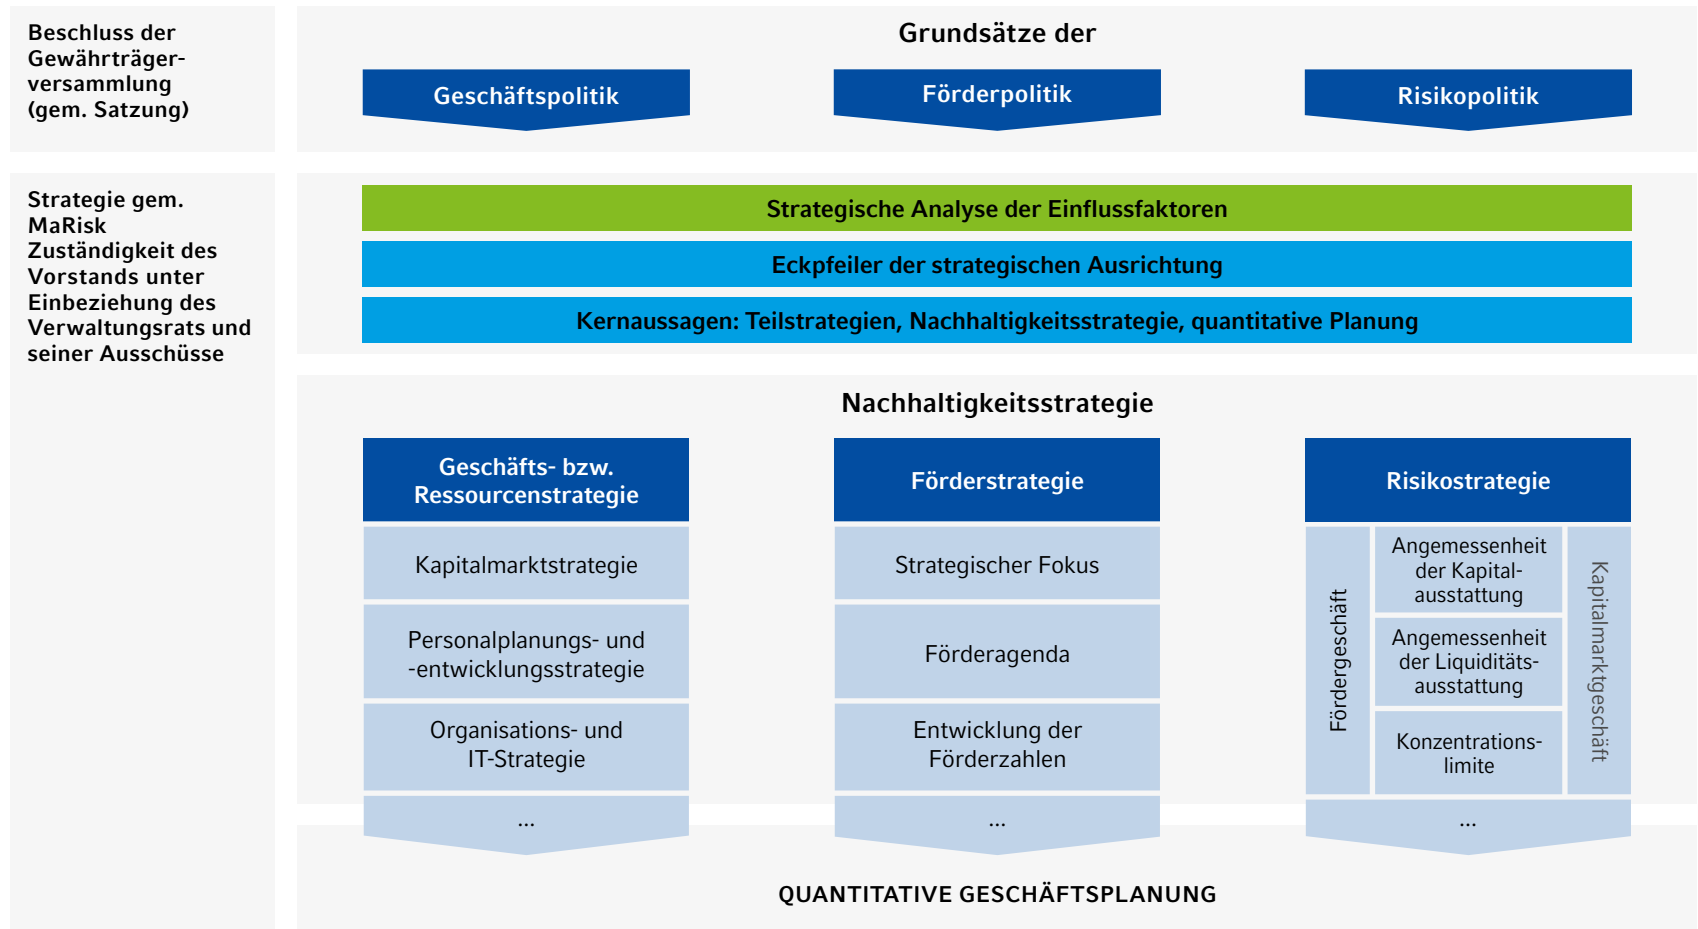 Beschluss der
Gewährträger-
versammlung
(gem. Satzung)
Grundsätze der
Geschäftspolitik
Förderpolitik
Risikopolitik
Strategie gem.
MaRisk
Zuständigkeit des
Vorstands unter
Einbeziehung des
Verwaltungsrats und
seiner Ausschüsse
Strategische Analyse der Einflussfaktoren
Eckpfeiler der strategischen Ausrichtung
Kernaussagen: Teilstrategien, Nachhaltigkeitsstrategie, quantitative Planung
Nachhaltigkeitsstrategie
Geschäfts- bzw.
Ressourcenstrategie
Kapitalmarktstrategie
Personalplanungs- und
-entwicklungsstrategie
Organisations- und
IT-Strategie
...
Förderstrategie
Strategischer Fokus
Förderagenda
Entwicklung der
Förderzahlen
...
Risikostrategie
Fördergeschäft
Angemessenheit
der Kapital-
ausstattung
Angemessenheit
der Liquiditäts-
ausstattung
Konzentrations-
limite
Kapitalmarktgeschäft
...
QUANTITATIVE GESCHÄFTSPLANUNG